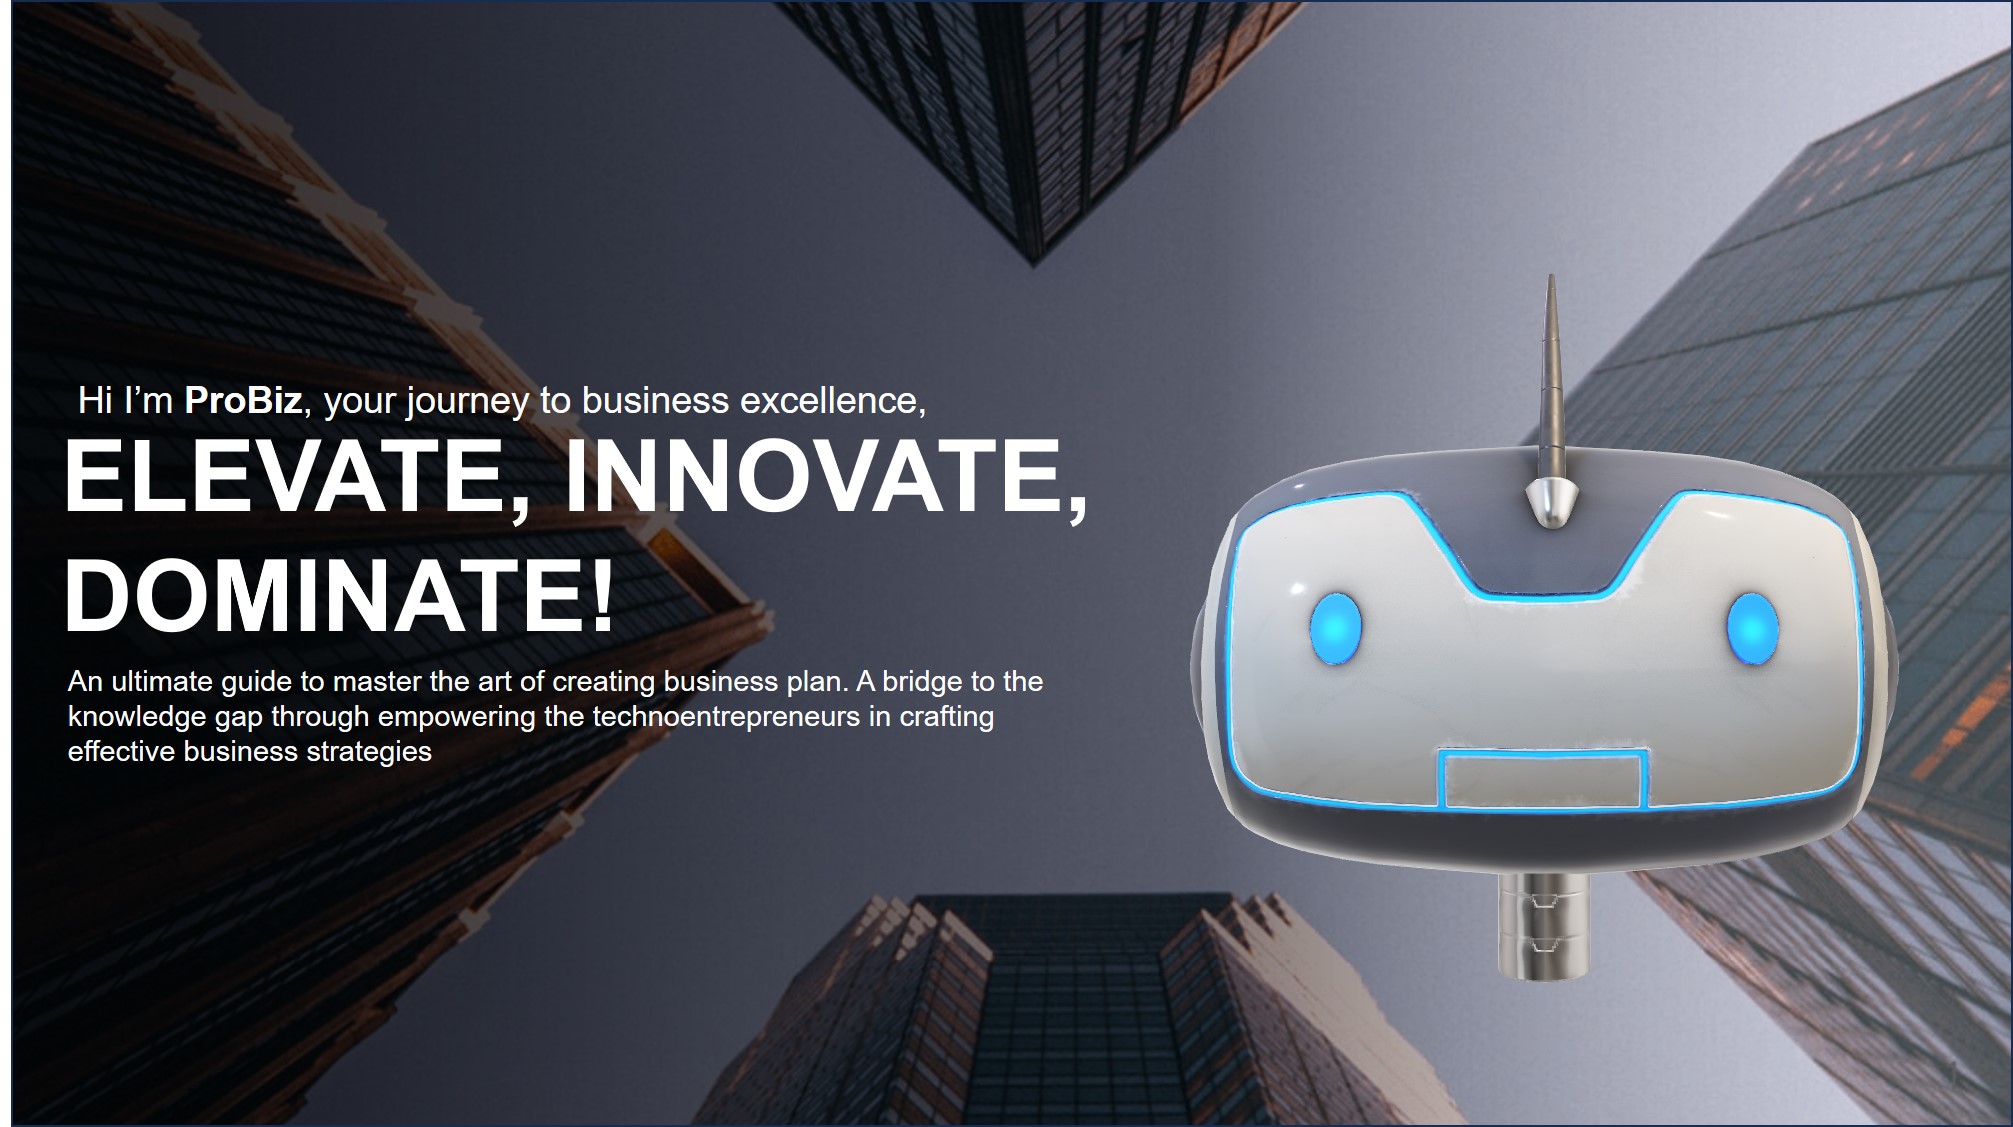 Hi I’m ProBiz, your journey to business excellence,
ELEVATE, INNOVATE,
DOMINATE!
An ultimate guide to master the art of creating business plan. A bridge to the
knowledge gap through empowering the technoentrepreneurs in crafting
effective business strategies
1